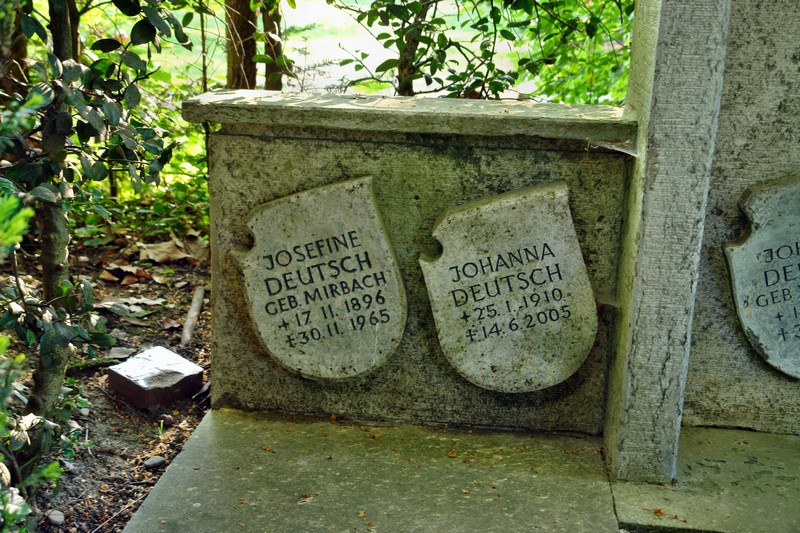 JOSEFINE
DEUTSCH
GEB. MIRBACH
+ 17. 11. 1896
‡ 30. 11. 1965
JOHANNA
DEUTSCH
+ 25. 1. 1910
‡ 14. 6. 2005